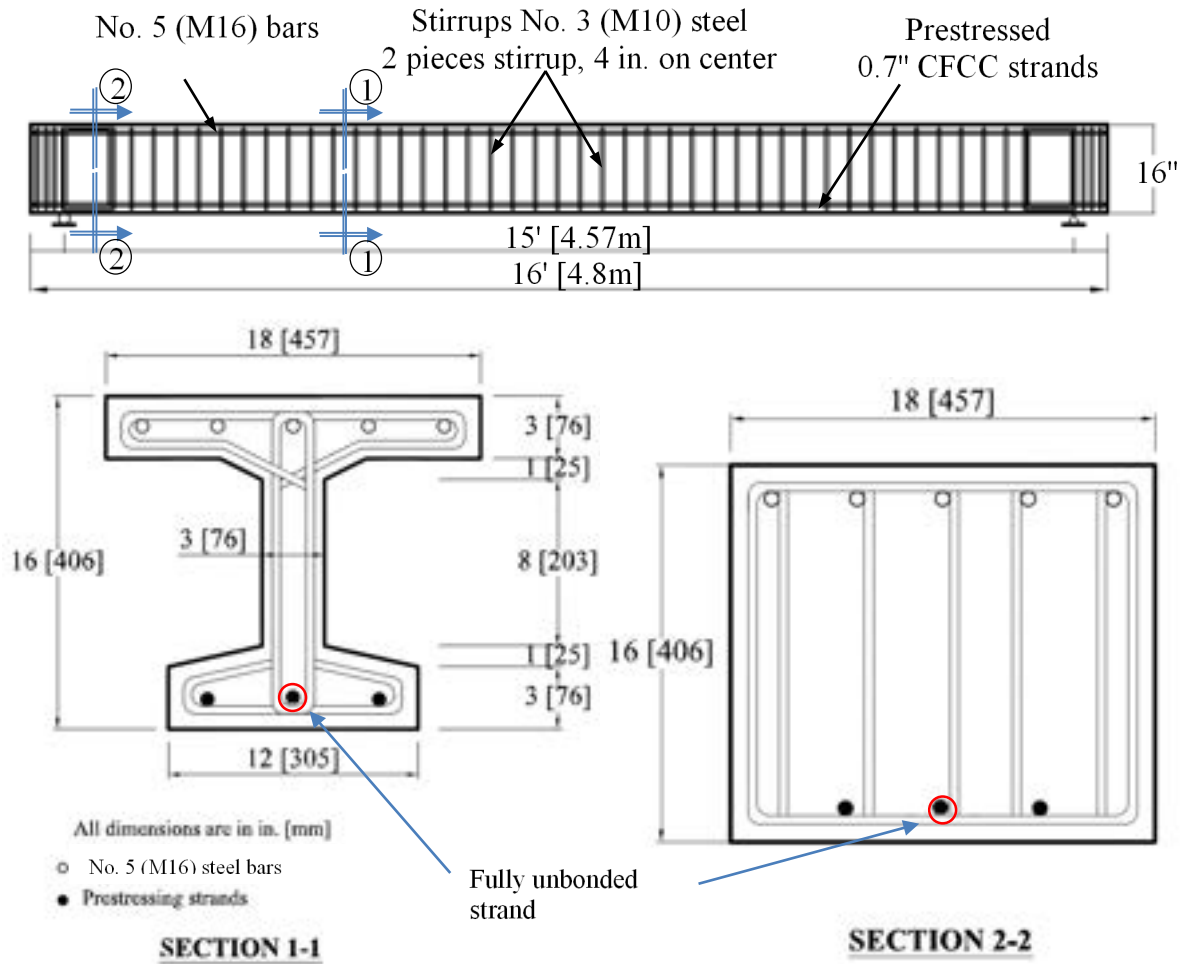 No. 5 (M16) bars
Stirrups No. 3 (M10) steel
2 pieces stirrup, 4 in. on center
Prestressed
0.7" CFCC strands
2
1
16"
2
1
15' [4.57m]
16' [4.8m]
18 [457]
3 [76]
1 [25]
3 [76]
16 [406]
8 [203]
1 [25]
3 [76]
12 [305]
18 [457]
16 [406]
All dimensions are in in. [mm]
No. 5 (M16) steel bars
Prestressing strands
Fully unbonded
strand
SECTION 1-1
SECTION 2-2